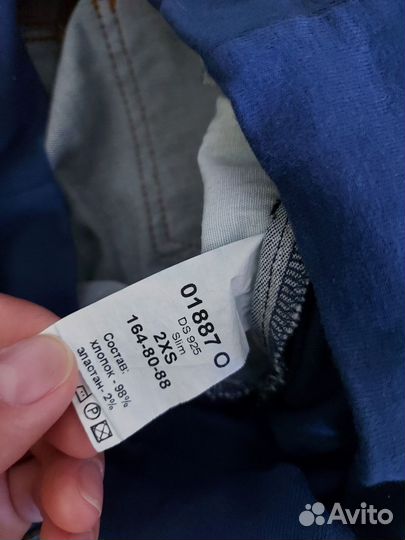 01887 O
DS 925
Slim
2XS
164-80-88
Состав:
хлопок - 98%
эластан- 2%
P
Avito